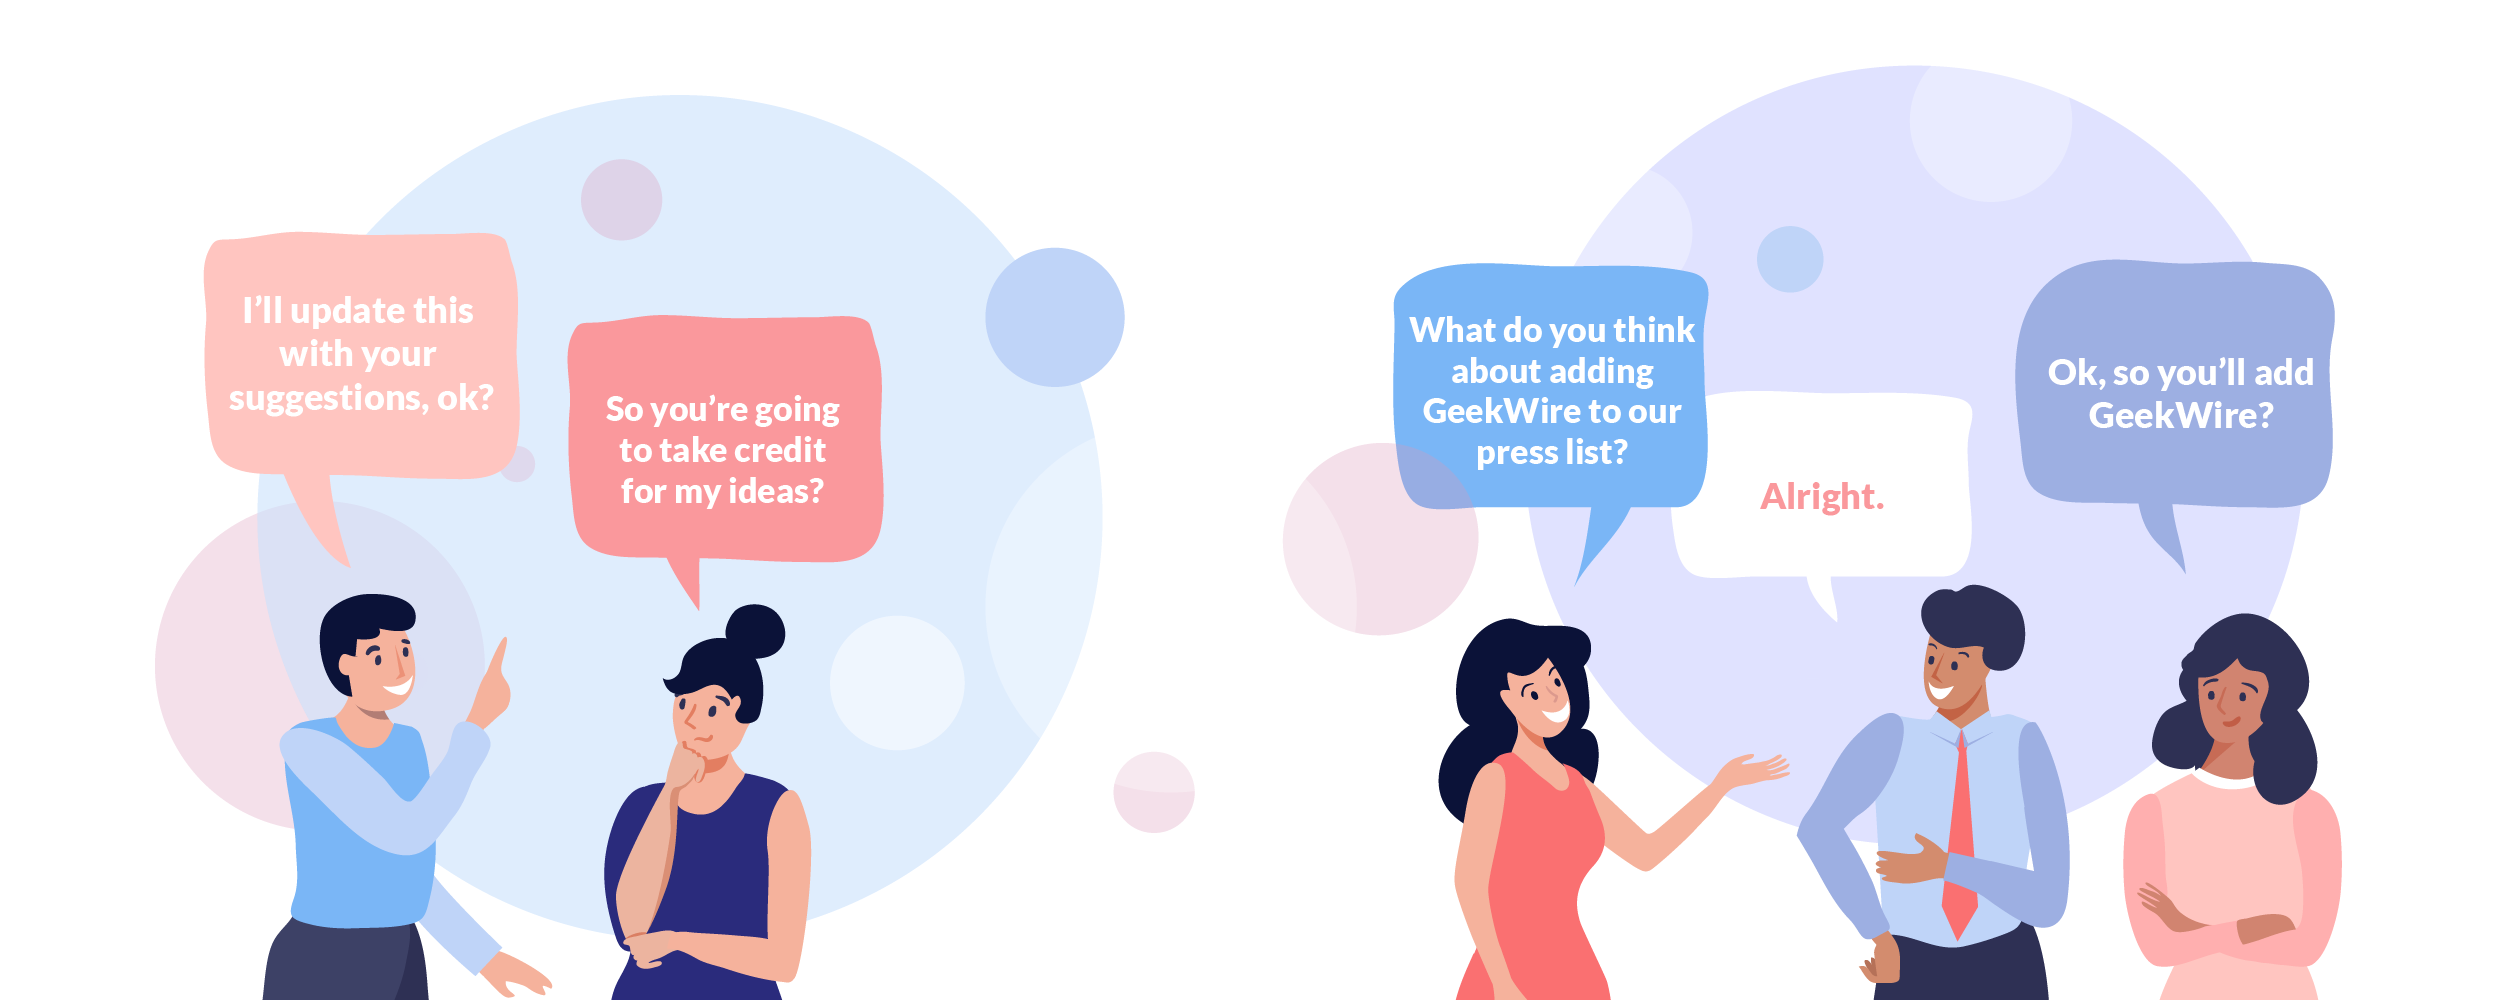 I’ll update this
with your
suggestions, ok?
So you’re going
to take credit
for my ideas?
What do you think
about adding
GeekWire to our
press list?
Alright.
Ok, so you’ll add
GeekWire?